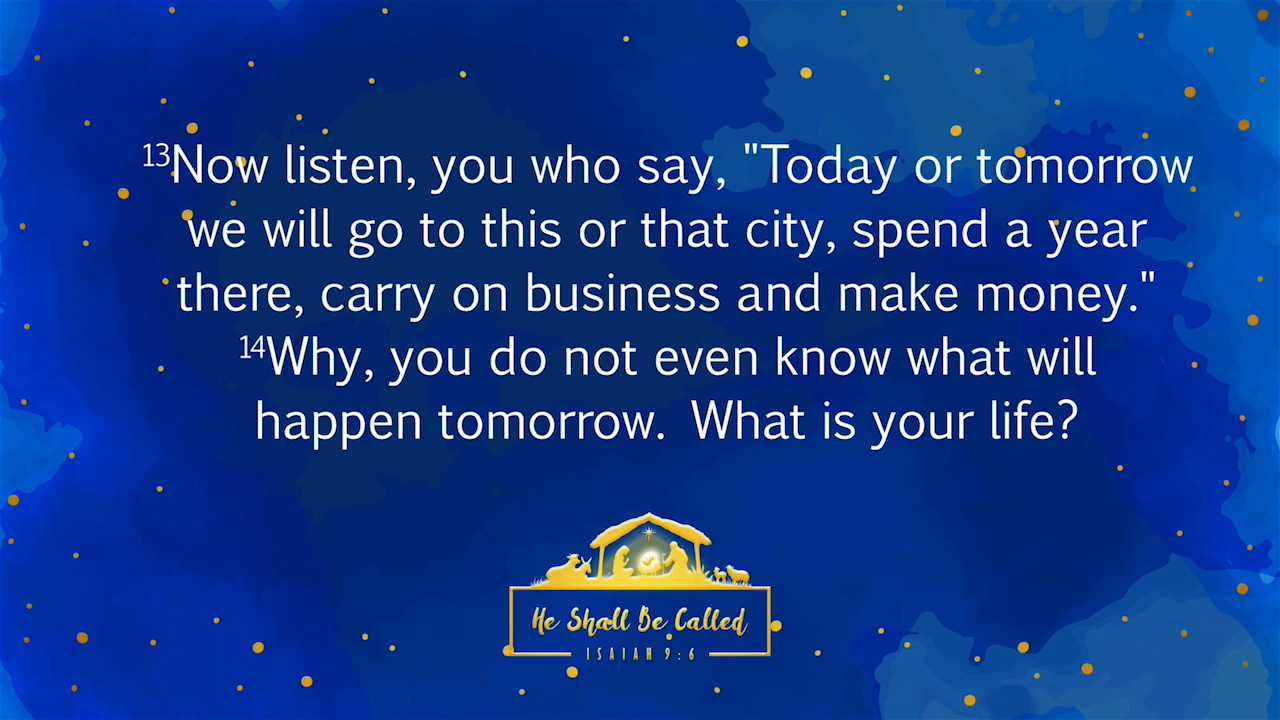 13Now listen, you who say, "Today or tomorrow
we will go to this or that city, spend a year
there, carry on business and make money."
14Why, you do not even know what will
happen tomorrow.  What is your life?
He Shall Be Called
ISAIAH 9:6